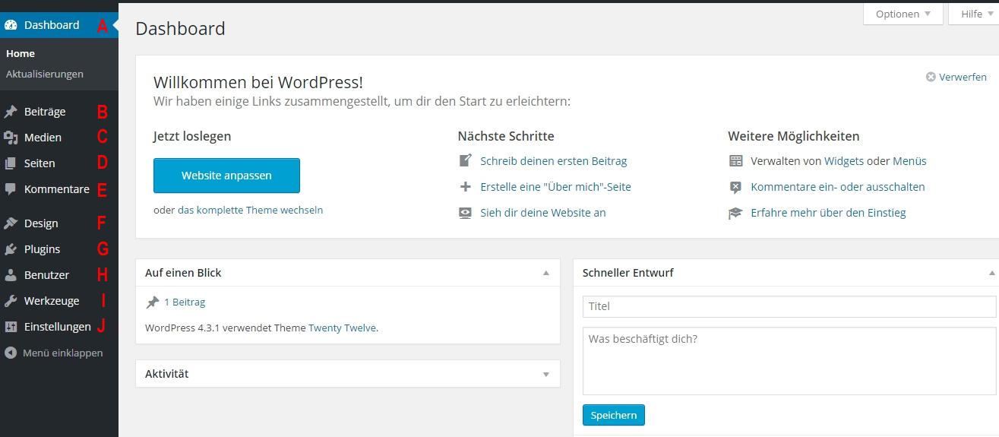 Dashboard A
Home
Aktualisierungen
Beiträge B
Medien C
Seiten D
Kommentare E
Design F
Plugins G
Benutzer H
Werkzeuge I
Einstellungen J
Menü einklappen
Optionen
Hilfe
Dashboard
Willkommen bei WordPress!
Verwerfen
Wir haben einige Links zusammengestellt, um dir den Start zu erleichtern:
Jetzt loslegen
Website anpassen
oder das komplette Theme wechseln
Nächste Schritte
Schreib deinen ersten Beitrag
Erstelle eine "Über mich"-Seite
Sieh dir deine Website an
Weitere Möglichkeiten
Verwalten von Widgets oder Menüs
Kommentare ein- oder ausschalten
Erfahre mehr über den Einstieg
Auf einen Blick
1 Beitrag
WordPress 4.3.1 verwendet Theme Twenty Twelve.
Aktivität
Schneller Entwurf
Titel
Was beschäftigt dich?
Speichern